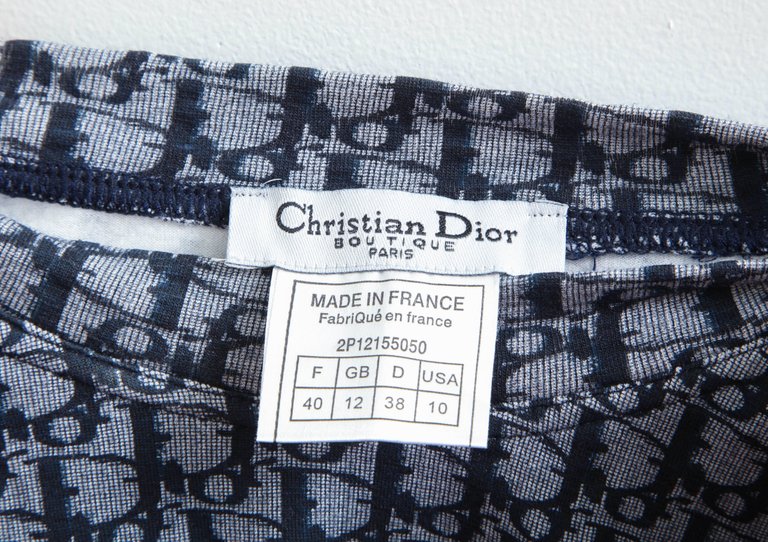 Christian Dior
BOUTIQUE
PARIS
MADE IN FRANCE
FabriQué en france
2P12155050
F GB D USA
40 12 38 10